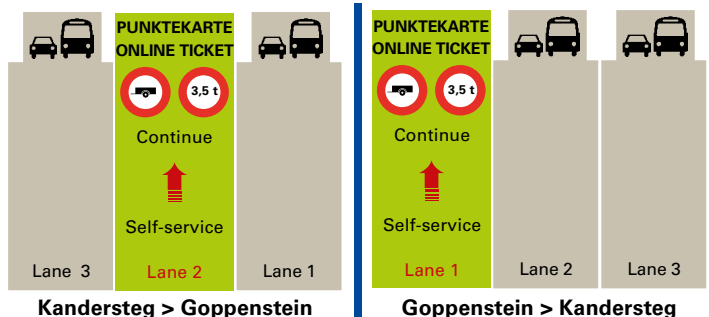 PUNKTEKARTE
ONLINE TICKET
3,5 t
Continue
Self-service
Lane 3
Lane 2
Lane 1
Kandersteg > Goppenstein
PUNKTEKARTE
ONLINE TICKET
3,5 t
Continue
Self-service
Lane 1
Lane 2
Lane 3
Goppenstein > Kandersteg